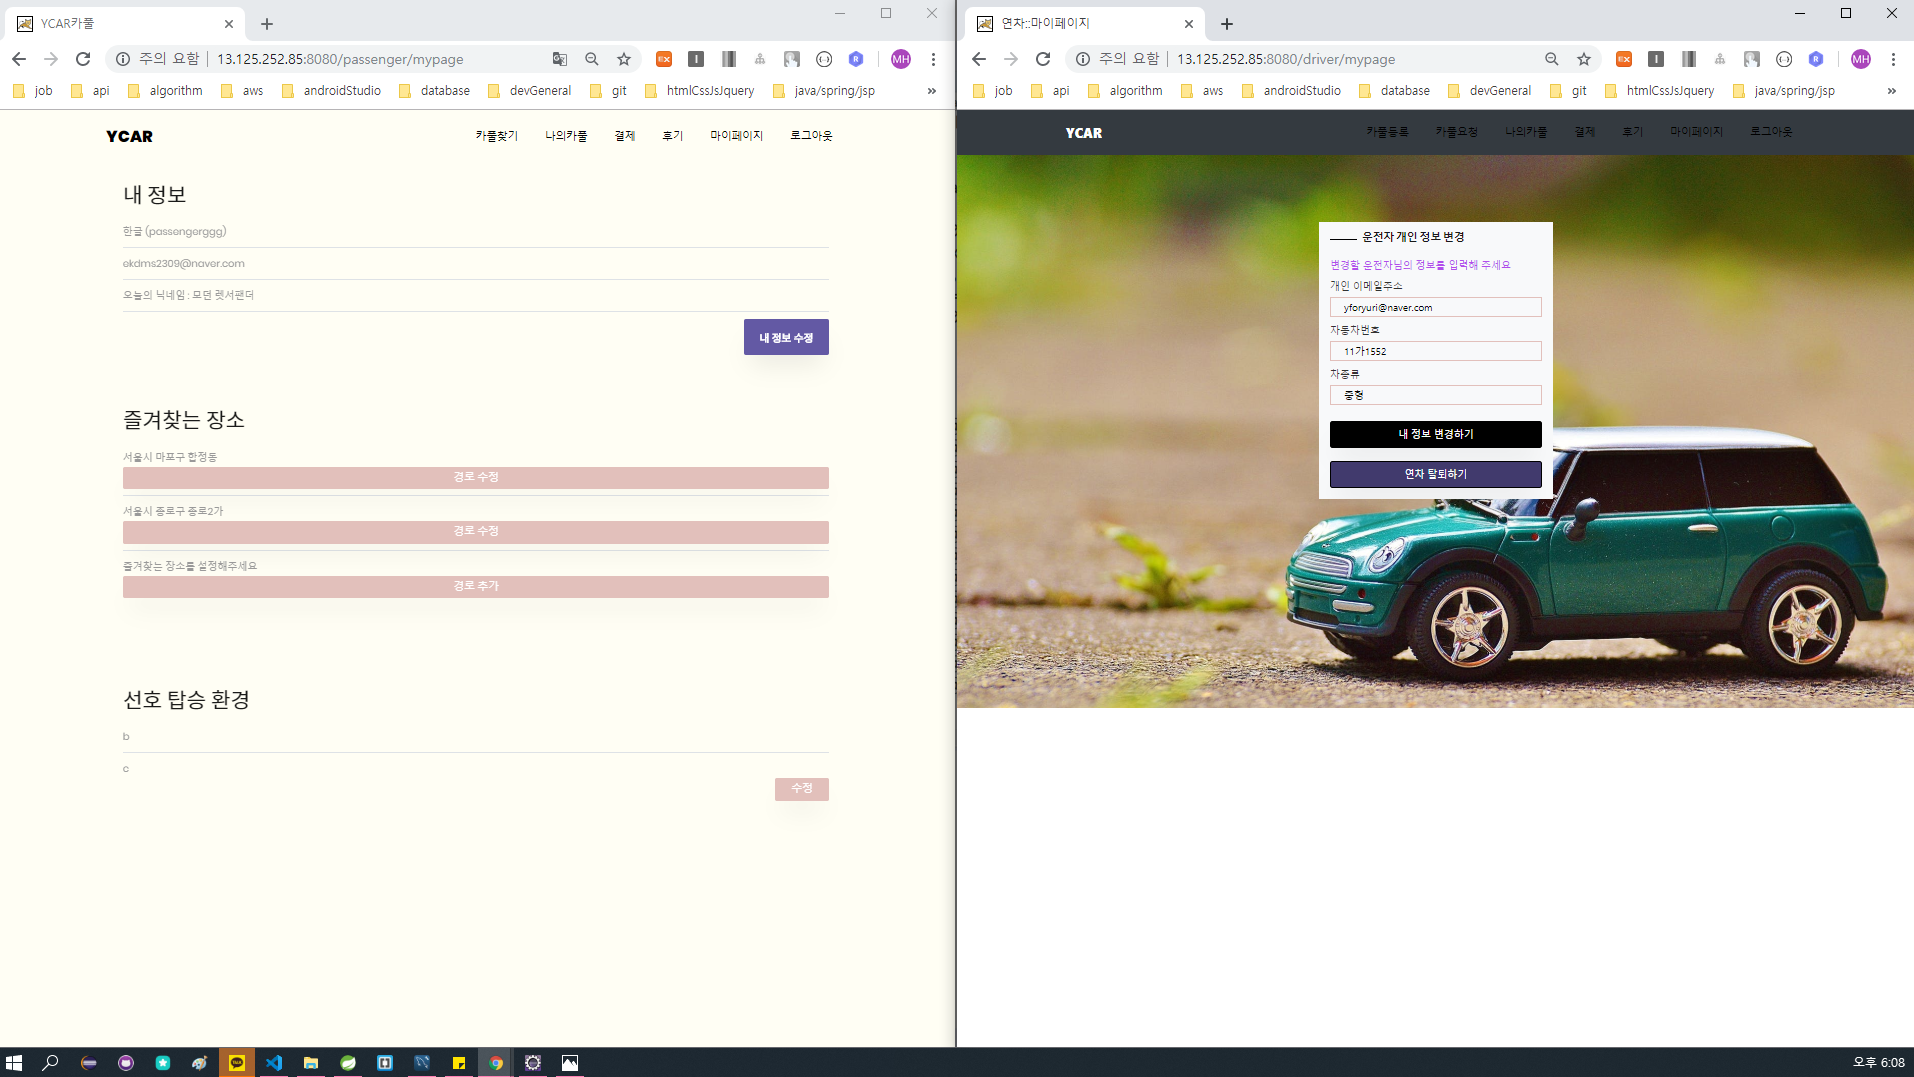 YCAR카풀
주의 요함 13.125.252.85:8080/passenger/mypage
MH
job api algorithm aws androidStudio database devGeneral git htmlCssJsJquery java/spring/jsp »
YCAR 카풀찾기 나의카풀 결제 후기 마이페이지 로그아웃
내 정보
한글 (passengerggg)
ekdms2309@naver.com
오늘의 닉네임 : 모던 렛서팬더
내 정보 수정
즐겨찾는 장소
서울시 마포구 합정동
경로 수정
서울시 종로구 종로2가
경로 수정
즐겨찾는 장소를 설정해주세요
경로 추가
선호 탑승 환경
b
c
수정
연차::마이페이지
주의 요함 13.125.252.85:8080/driver/mypage
MH
job api algorithm aws androidStudio database devGeneral git htmlCssJsJquery java/spring/jsp »
YCAR 카풀등록 카풀요청 나의카풀 결제 후기 마이페이지 로그아웃
운전자 개인 정보 변경
변경할 운전자님의 정보를 입력해 주세요
개인 이메일주소
yforyuri@naver.com
자동차번호
11가1552
차종류
중형
내 정보 변경하기
연차 탈퇴하기
오후 6:08